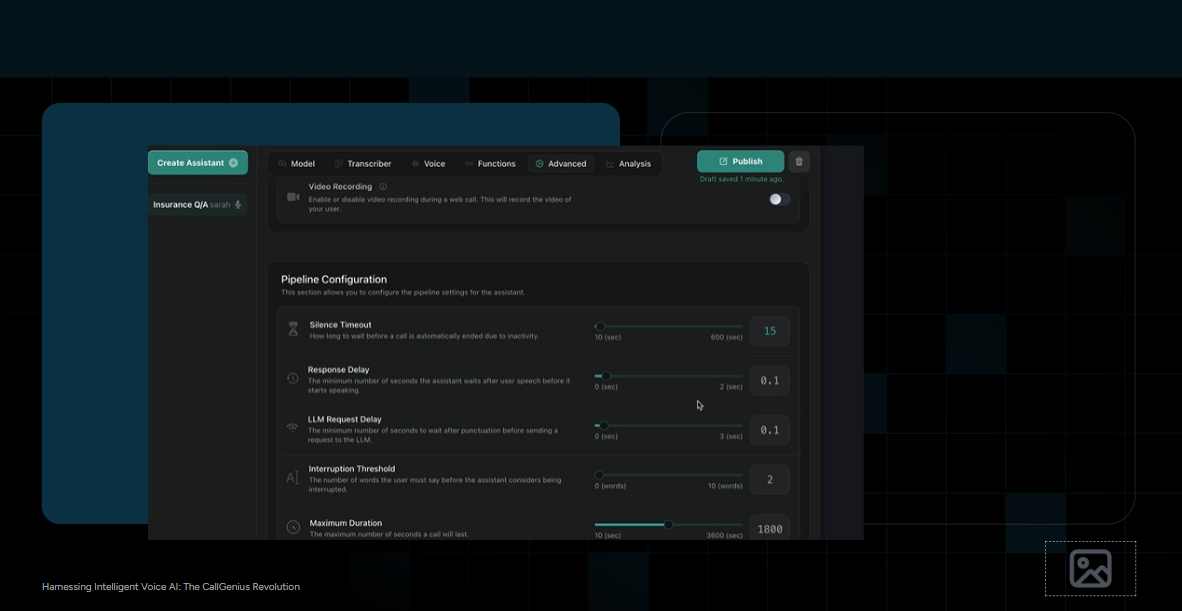 Create Assistant
Model
Transcriber
Voice
Functions
Advanced
Analysis
Publish
Draft saved 1 minute ago.
Insurance Q/A sarah
Video Recording
Enable or disable video recording during a web call. This will record the video of
your user.
Pipeline Configuration
This section allows you to configure the pipeline settings for the assistant.
Silence Timeout
How long to wait before a call is automatically ended due to inactivity.
10 (sec)
600 (sec)
15
Response Delay
The minimum number of seconds the assistant waits after user speech before it
starts speaking.
0 (sec)
2 (sec)
0.1
LLM Request Delay
The minimum number of seconds to wait after punctuation before sending a
request to the LLM.
0 (sec)
3 (sec)
0.1
Interruption Threshold
The number of words the user must say before the assistant considers being
interrupted.
0 (words)
10 (words)
2
Maximum Duration
The maximum number of seconds a call will last.
10 (sec)
3600 (sec)
1800
Harnessing Intelligent Voice AI: The CallGenius Revolution